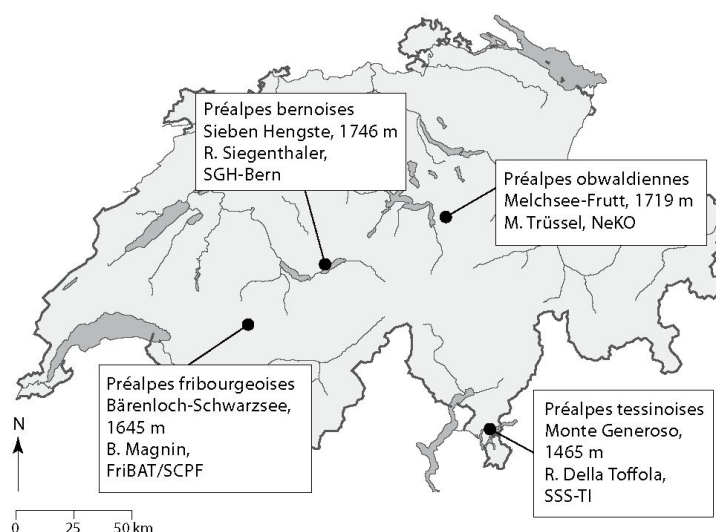 Préalpes bernoises
Sieben Hengste, 1746 m
R. Siegenthaler,
SGH-Bern
Préalpes obwaldiennes
Melchsee-Frutt, 1719 m
M. Trüssel, NeKO
Préalpes fribourgeoises
Bärenloch-Schwarzsee,
1645 m
B. Magnin,
FriBAT/SCPF
Préalpes tessinoises
Monte Generoso,
1465 m
R. Della Toffola,
SSS-TI
N
0 25 50 km